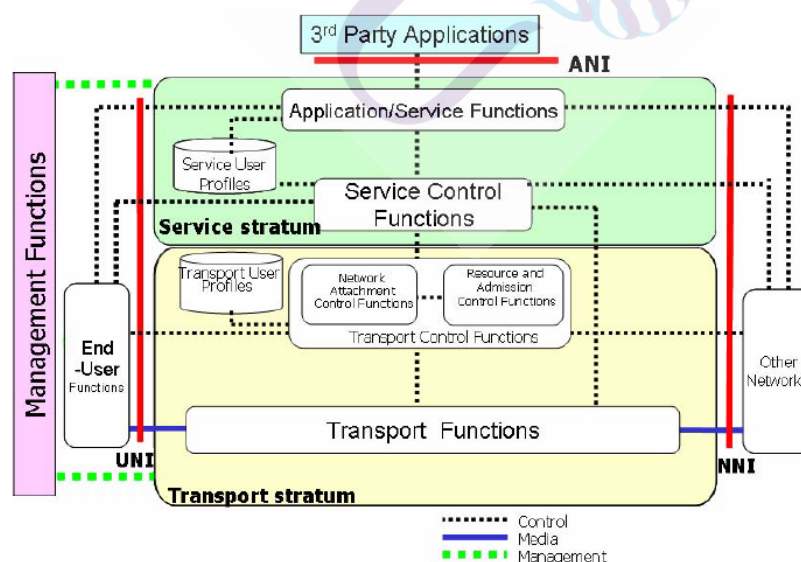 3rd Party Applications
ANI
Application/Service Functions
Service User
Profiles
Service Control
Functions
Service stratum
Management Functions
Transport User
Profiles
Network
Attachment
Control Functions
Resource and
Admission
Control Functions
Transport Control Functions
End
-User
Functions
Other
Networks
Transport Functions
UNI
NNI
Transport stratum
Control
Media
Management